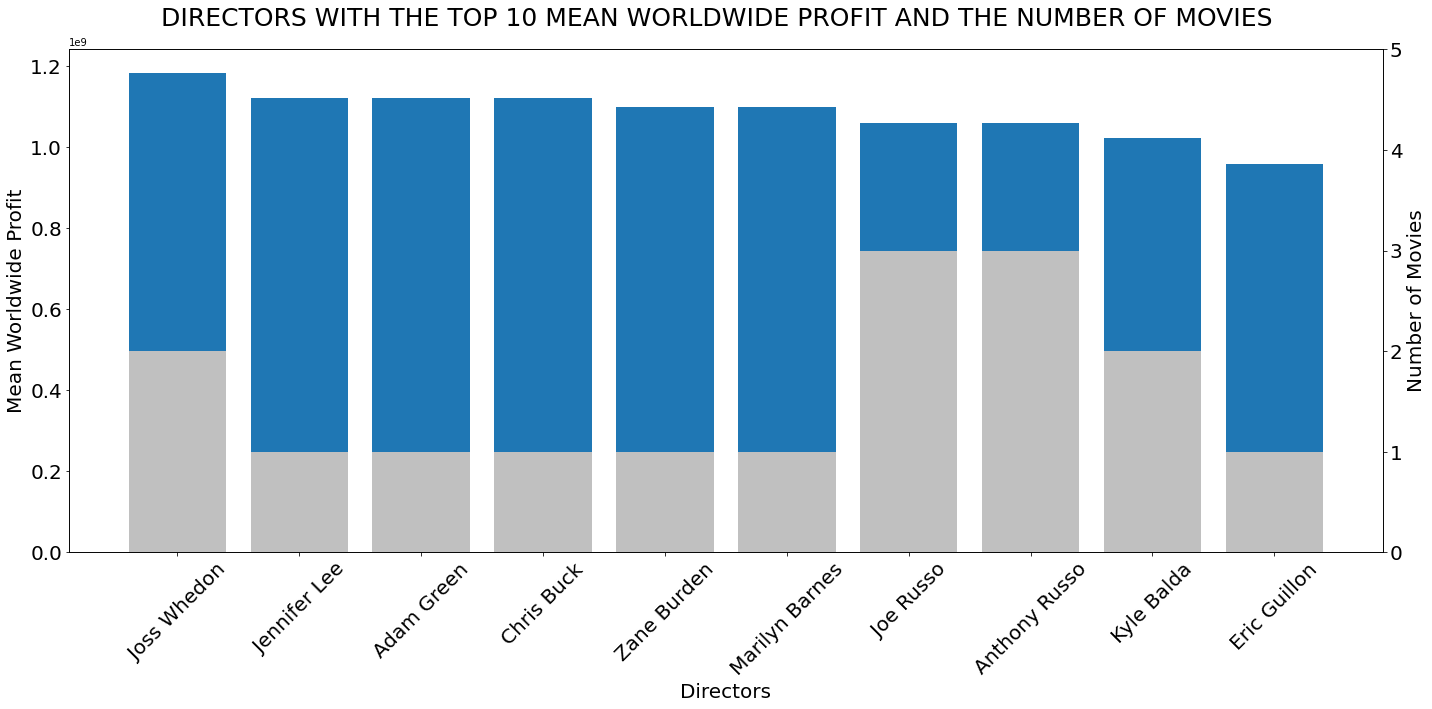 DIRECTORS WITH THE TOP 10 MEAN WORLDWIDE PROFIT AND THE NUMBER OF MOVIES
1e9
1.2
1.0
0.8
0.6
0.4
0.2
0.0
Mean Worldwide Profit
5
4
3
2
1
0
Number of Movies
Joss Whedon
Jennifer Lee
Adam Green
Chris Buck
Zane Burden
Marilyn Barnes
Joe Russo
Anthony Russo
Kyle Balda
Eric Guillon
Directors